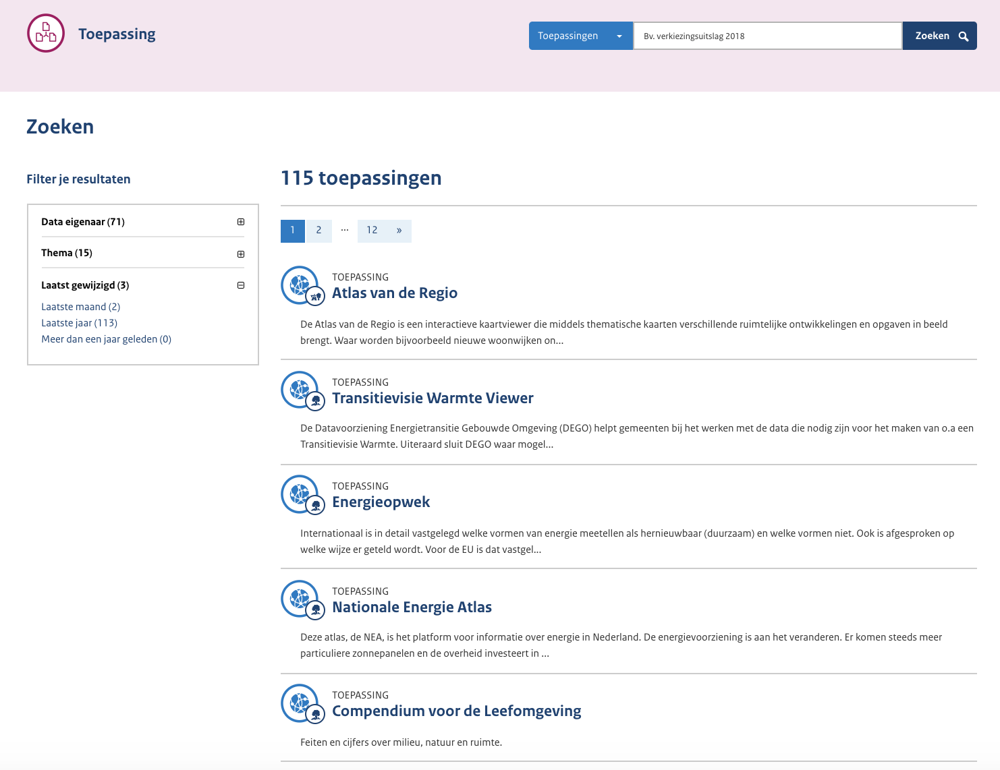 Toepassing
Toepassingen
Bv. verkiezingsuitslag 2018
Zoeken
Zoeken
Filter je resultaten
Data eigenaar (71)
Thema (15)
Laatst gewijzigd (3)
Laatste maand (2)
Laatste jaar (113)
Meer dan een jaar geleden (0)
115 toepassingen
1 2 ... 12 »
TOEPASSING
Atlas van de Regio
De Atlas van de Regio is een interactieve kaartviewer die middels thematische kaarten verschillende ruimtelijke ontwikkelingen en opgaven in beeld
brengt. Waar worden bijvoorbeeld nieuwe woonwijken on...
TOEPASSING
Transitievisie Warmte Viewer
De Datavoorziening Energietransitie Gebouwde Omgeving (DEGO) helpt gemeenten bij het werken met de data die nodig zijn voor het maken van o.a een
Transitievisie Warmte. Uiteraard sluit DEGO waar mogel...
TOEPASSING
Energieopwek
Internationaal is in detail vastgelegd welke vormen van energie meetellen als hernieuwbaar (duurzaam) en welke vormen niet. Ook is afgesproken op
welke wijze er geteld wordt. Voor de EU is dat vastgel...
TOEPASSING
Nationale Energie Atlas
Deze atlas, de NEA, is het platform voor informatie over energie in Nederland. De energievoorziening is aan het veranderen. Er komen steeds meer
particuliere zonnepanelen en de overheid investeert in ...
TOEPASSING
Compendium voor de Leefomgeving
Feiten en cijfers over milieu, natuur en ruimte.